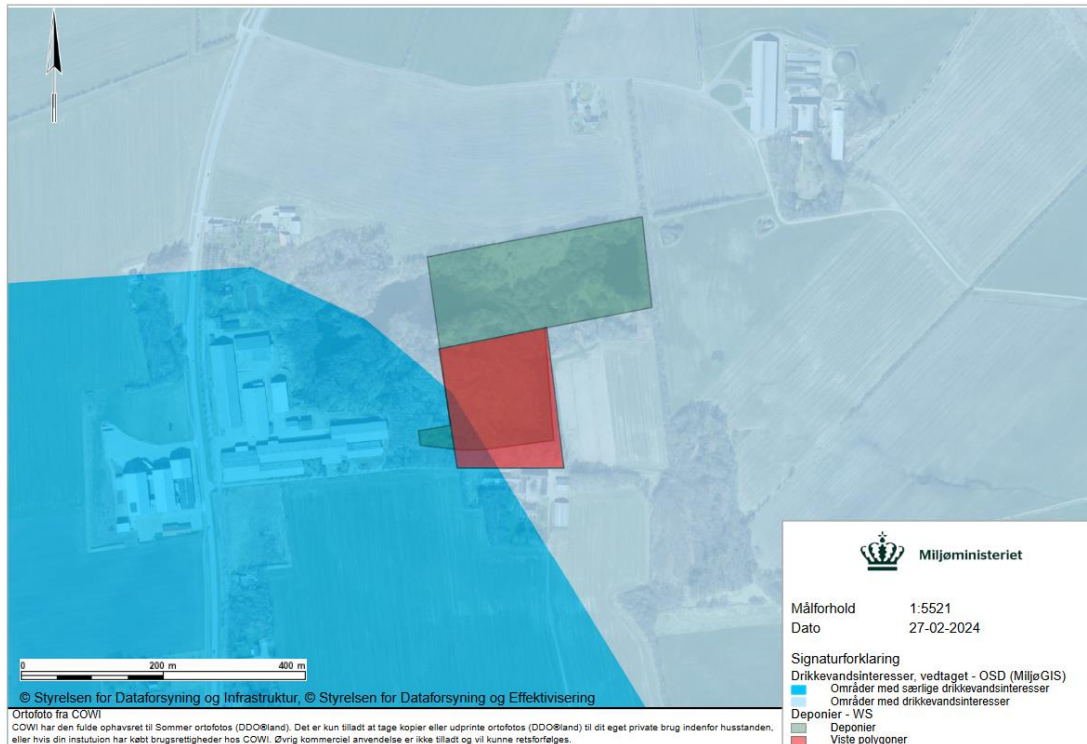 0 200 m 400 m
© Styrelsen for Dataforsyning og Infrastruktur, © Styrelsen for Dataforsyning og Effektivisering
Ortofoto fra COWI
COWI har den fulde ophavsret til Sommer ortofotos (DDO®land). Det er kun tilladt at tage kopier eller udprinte ortofotos (DDO®land) til dit eget private brug indenfor husstanden,
eller hvis din instutuion har købt brugsrettigheder hos COWI. Øvrig kommerciel anvendelse er ikke tilladt og vil kunne retsforfølges.
Miljøministeriet
Målforhold 1:5521
Dato 27-02-2024
Signaturforklaring
Drikkevandsinteresser, vedtaget - OSD (MiljøGIS)
Områder med særlige drikkevandsinteresser
Områder med drikkevandsinteresser
Deponier - WS
Deponier
Viste polygoner